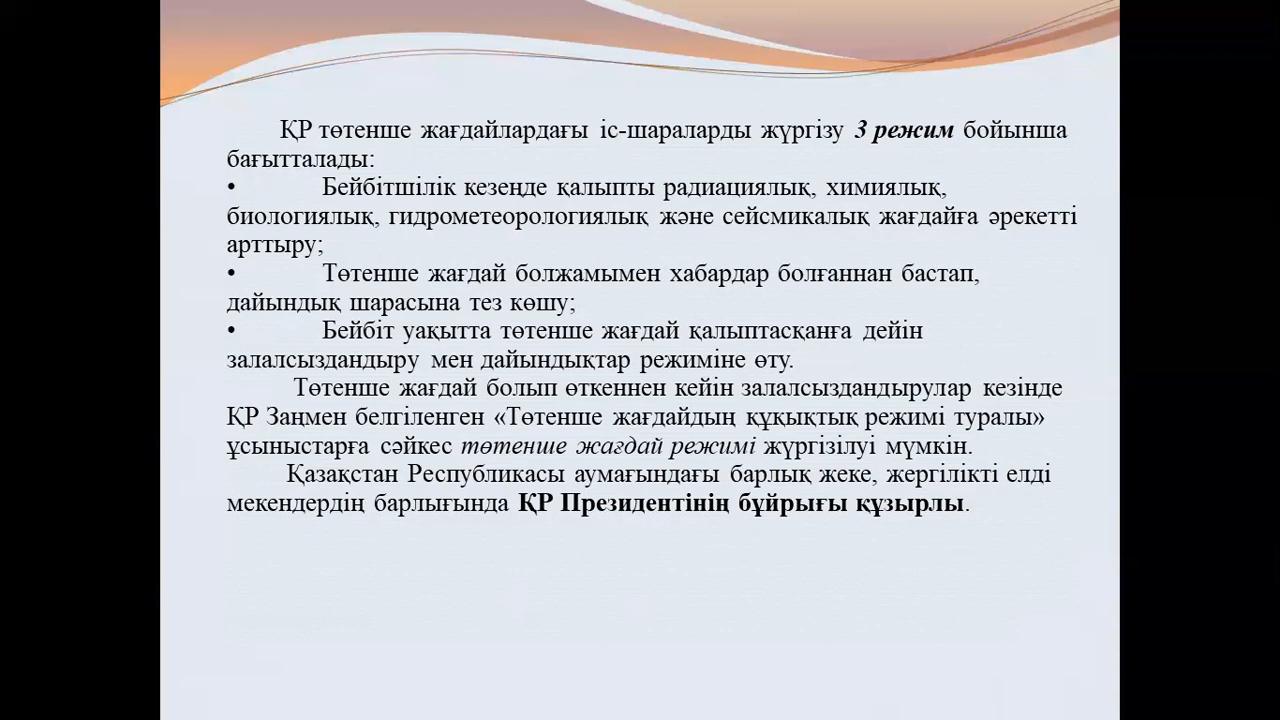 ҚР төтенше жағдайлардағы іс-шараларды жүргізу 3 режим бойынша
бағытталады:
• Бейбітшілік кезеңде қалыпты радиациялық, химиялық,
биологиялық, гидрометеорологиялық және сейсмикалық жағдайға әрекетті
арттыру;
• Төтенше жағдай болжамымен хабардар болғаннан бастап,
дайындық шарасына тез көшу;
• Бейбіт уақытта төтенше жағдай қалыптасқанға дейін
залалсыздандыру мен дайындықтар режиміне өту.
Төтенше жағдай болып өткеннен кейін залалсыздандырулар кезінде
ҚР Заңмен белгіленген «Төтенше жағдайдың құқықтық режимі туралы»
ұсыныстарға сәйкес төтенше жағдай режимі жүргізілуі мүмкін.
Қазақстан Республикасы аумағындағы барлық жеке, жергілікті елді
мекендердің барлығында ҚР Президентінің бұйрығы құзырлы.